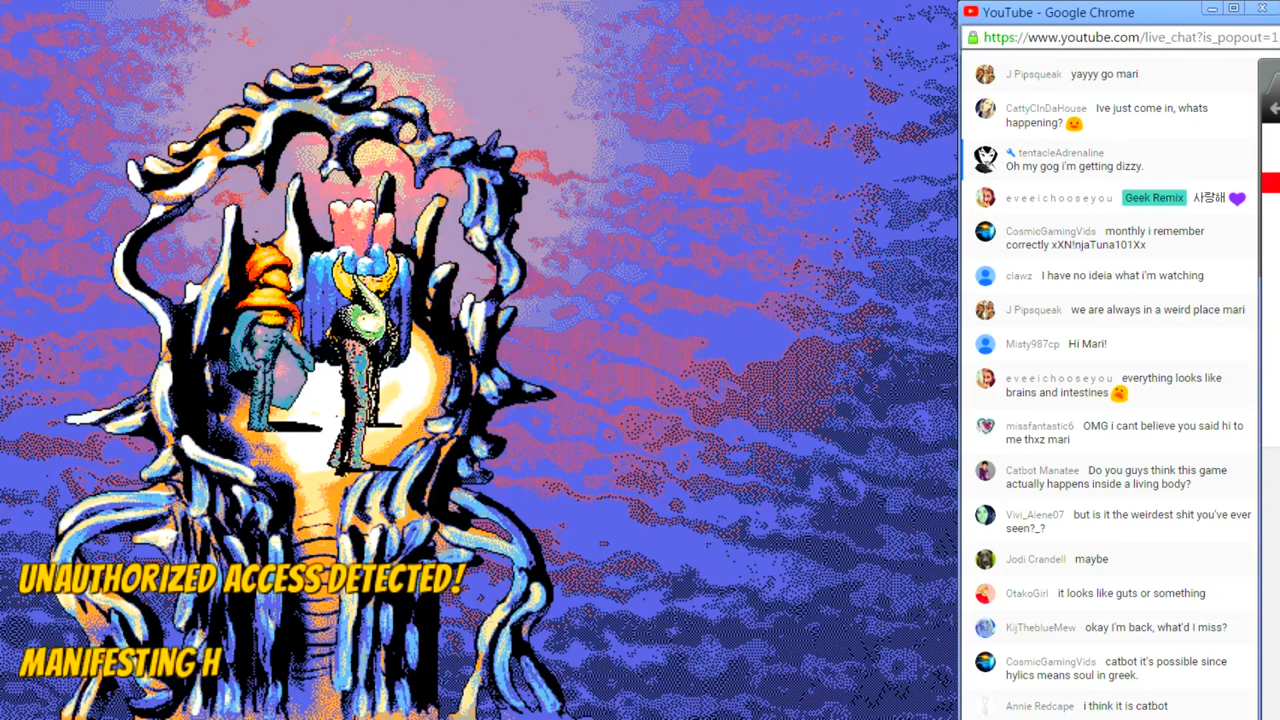 YouTube - Google Chrome
https://www.youtube.com/live_chat?is_popout=1
J Pipsqueak yayyy go mari
CattyCInDaHouse Ive just come in, whats
happening?
tentacleAdrenaline
Oh my gog i'm getting dizzy.
e v e e i c h o o s e y o u Geek Remix 사랑해
CosmicGamingVids monthly i remember
correctly xXN!njaTuna101Xx
clawz I have no ideia what i'm watching
J Pipsqueak we are always in a weird place mari
Misty987cp Hi Mari!
e v e e i c h o o s e y o u everything looks like
brains and intestines
missfantastic6 OMG i cant believe you said hi to
me thxz mari
Catbot Manatee Do you guys think this game
actually happens inside a living body?
Vivi_Alene07 but is it the weirdest shit you've ever
seen?_?
Jodi Crandell maybe
OtakoGirl it looks like guts or something
KijTheblueMew okay I'm back, what'd I miss?
CosmicGamingVids catbot it's possible since
hylics means soul in greek.
Annie Redcape i think it is catbot
UNAUTHORIZED ACCESS DETECTED!
MANIFESTING H